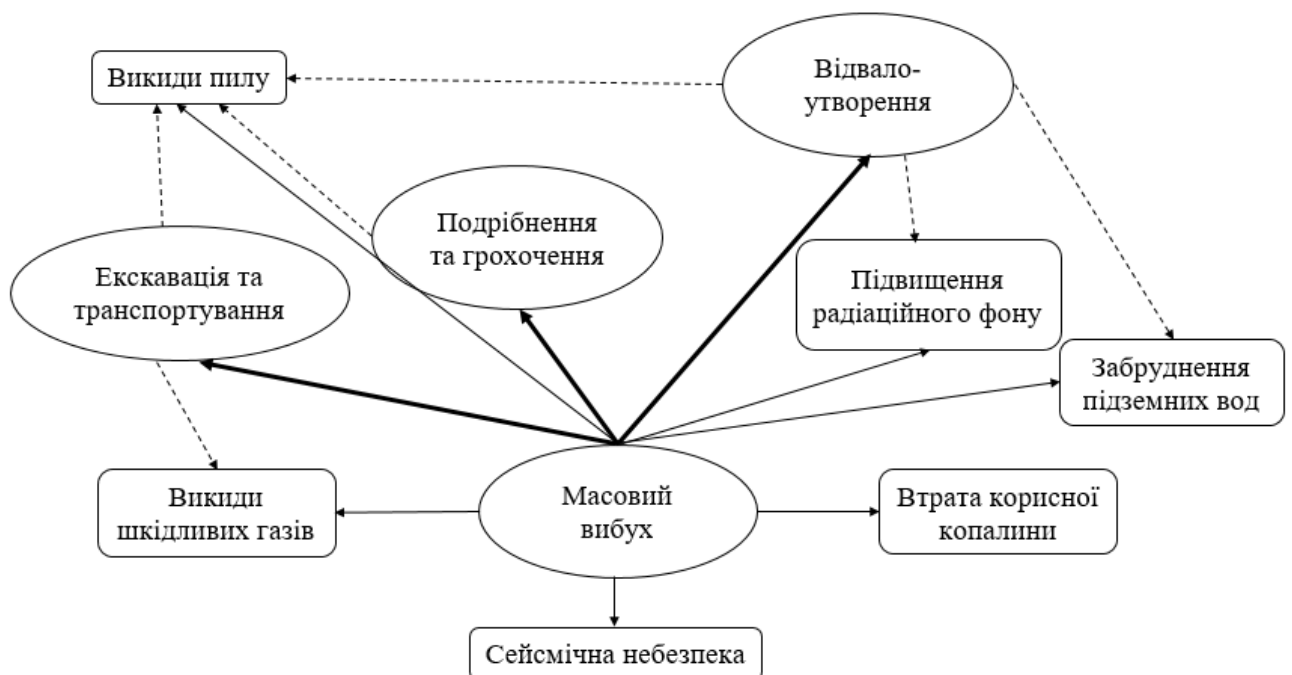 Викиди пилу
Відвало-
утворення
Подрібнення
та грохочення
Екскавація та
транспортування
Підвищення
радіаційного фону
Забруднення
підземних вод
Викиди
шкідливих газів
Масовий
вибух
Втрата корисної
копалини
Сейсмічна небезпека